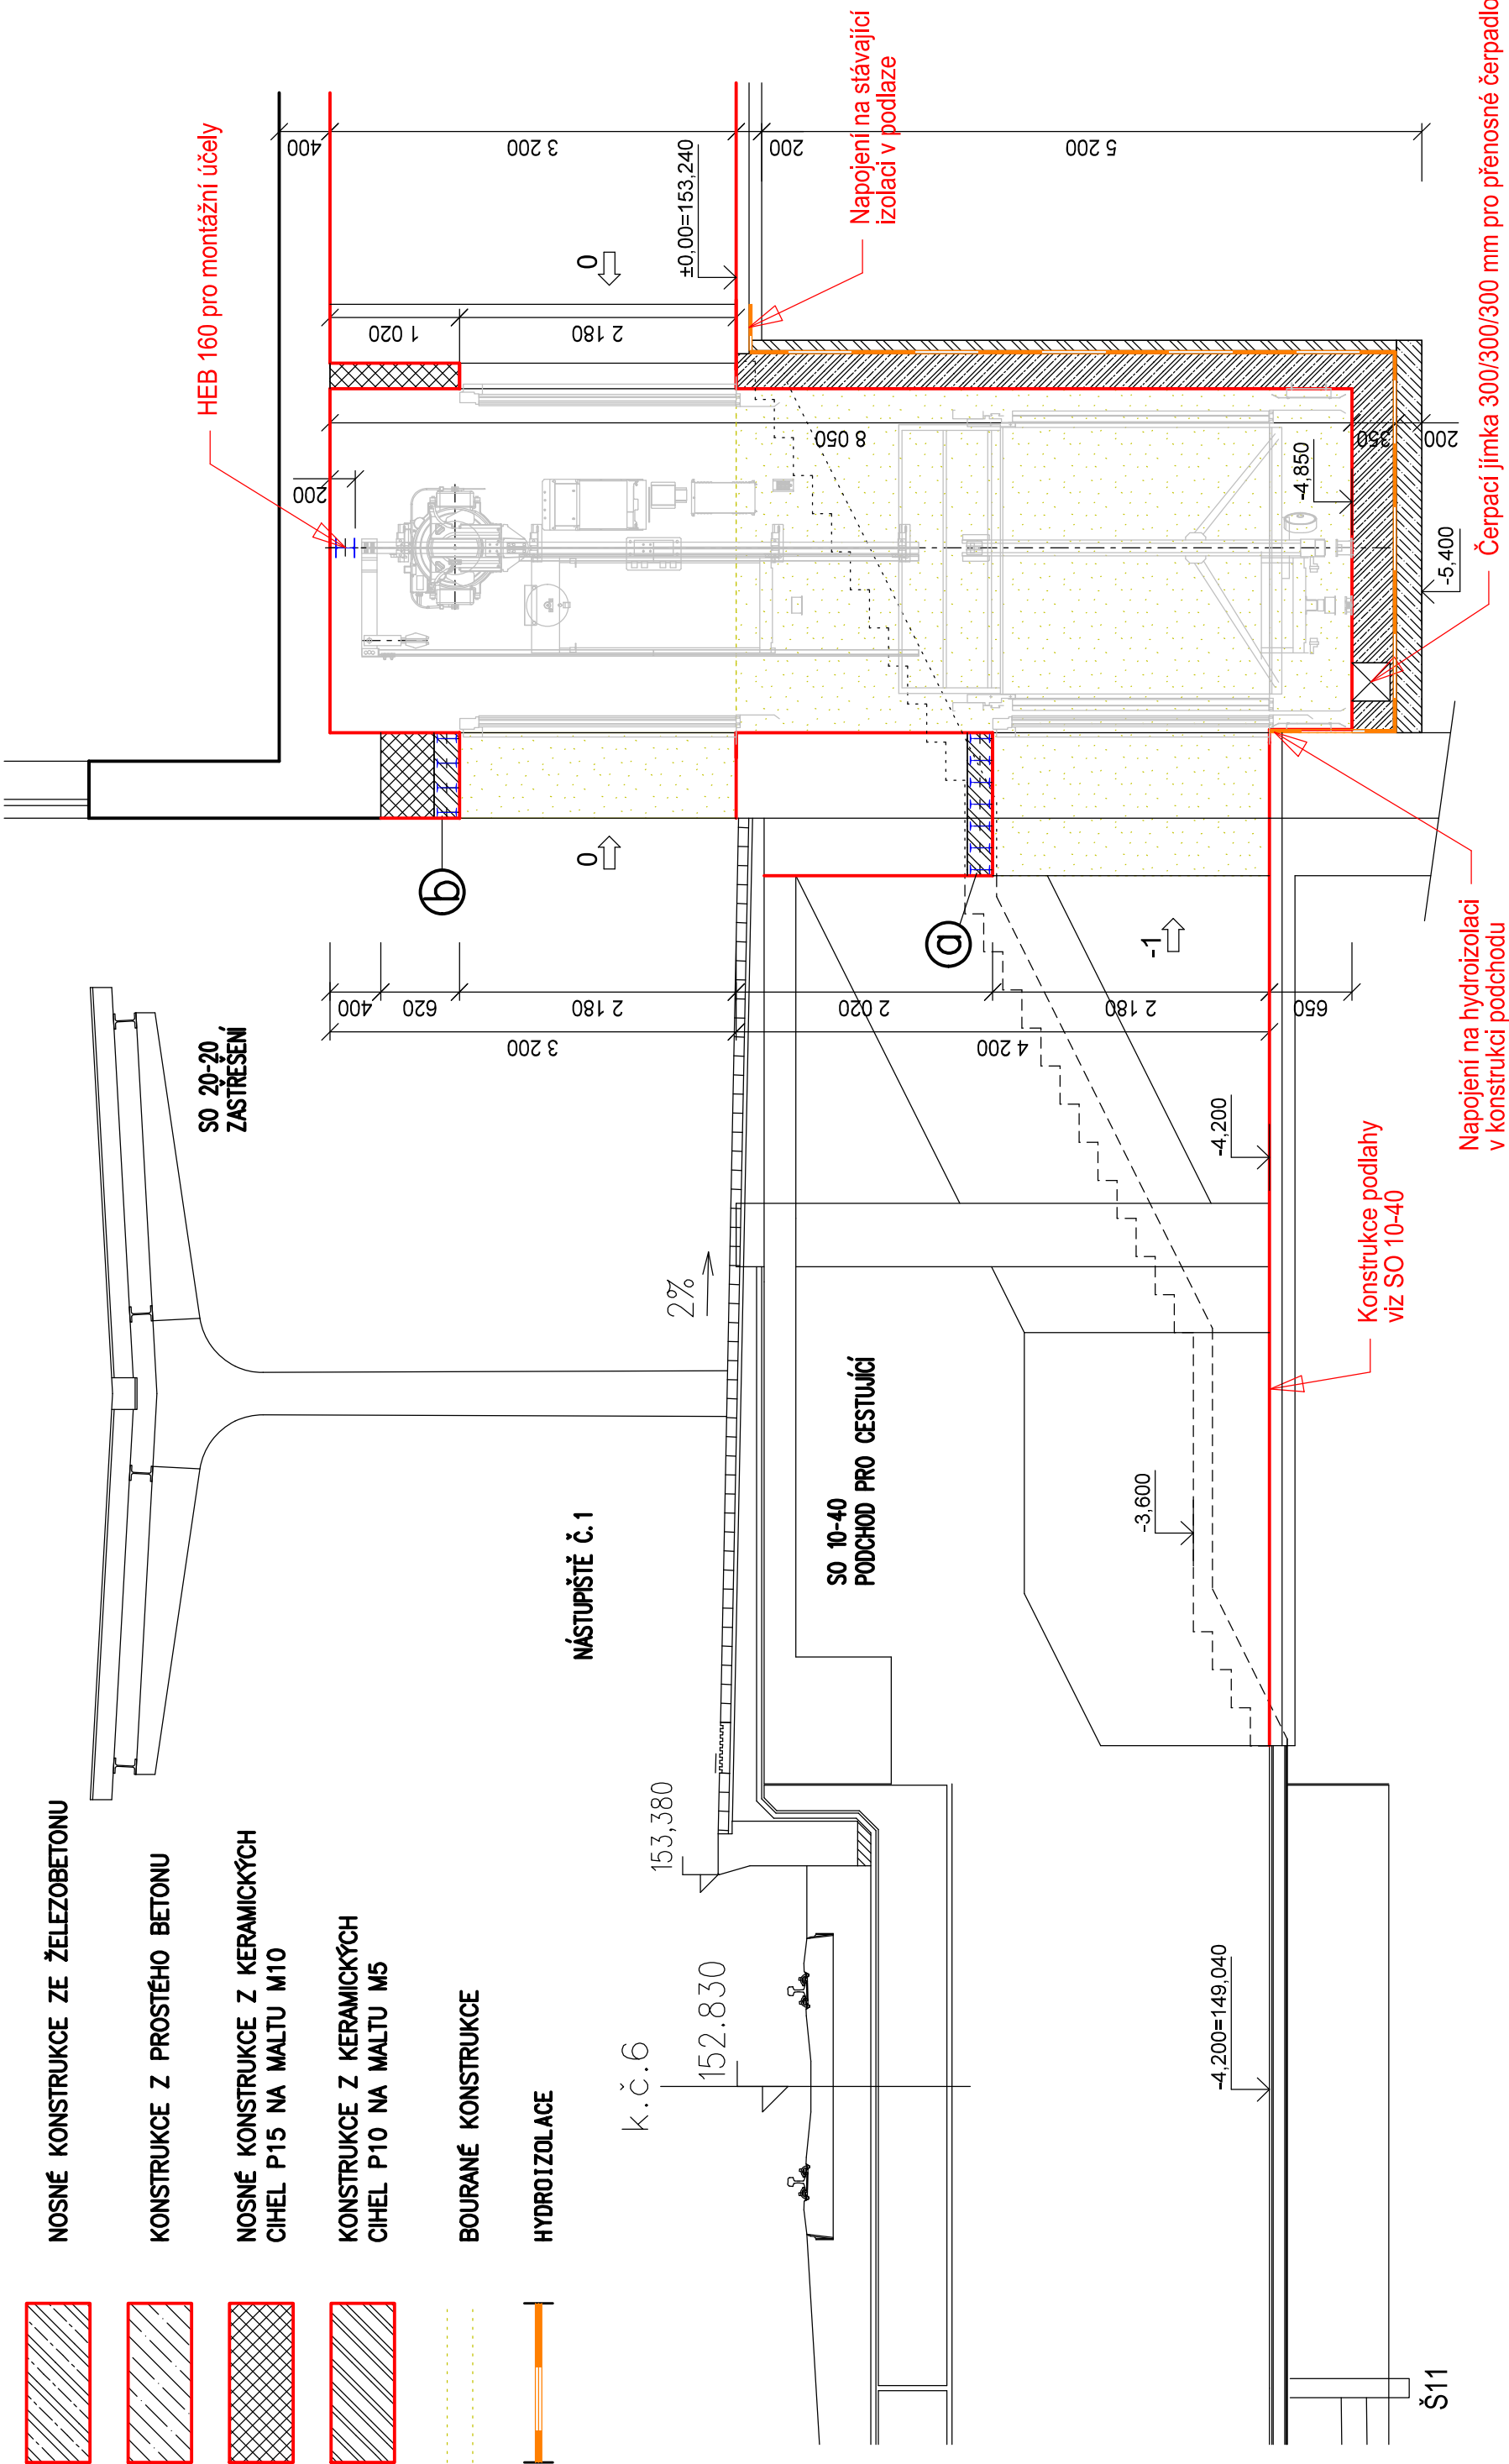 NOSNÉ KONSTRUKCE ZE ŽELEZOBETONU
KONSTRUKCE Z PROSTÉHO BETONU
NOSNÉ KONSTRUKCE Z KERAMICKÝCH
CIHEL P15 NA MALTU M10
KONSTRUKCE Z KERAMICKÝCH
CIHEL P10 NA MALTU M5
BOURANÉ KONSTRUKCE
HYDROIZOLACE
k.č.6
152.830
153,380
-4,200=149,040
Š11
SO 20-20
ZASTŘEŠENÍ
NÁSTUPIŠTĚ Č.1
2%
SO 10-40
PODCHOD PRO CESTUJÍCÍ
-3,600
-4,200
Konstrukce podlahy
viz SO 10-40
Napojení na hydroizolaci
v konstrukci podchodu
400
620
2 180
2 020
2 180
650
3 200
4 200
b
a
0
-1
HEB 160 pro montážní účely
200
8 050
350
200
-4,850
-5,400
1 020
2 180
0
±0,00=153,240
400
3 200
200
5 200
Napojení na stávající
izolaci v podlaze
Čerpací jímka 300/300/300 mm pro přenosné čerpadlo